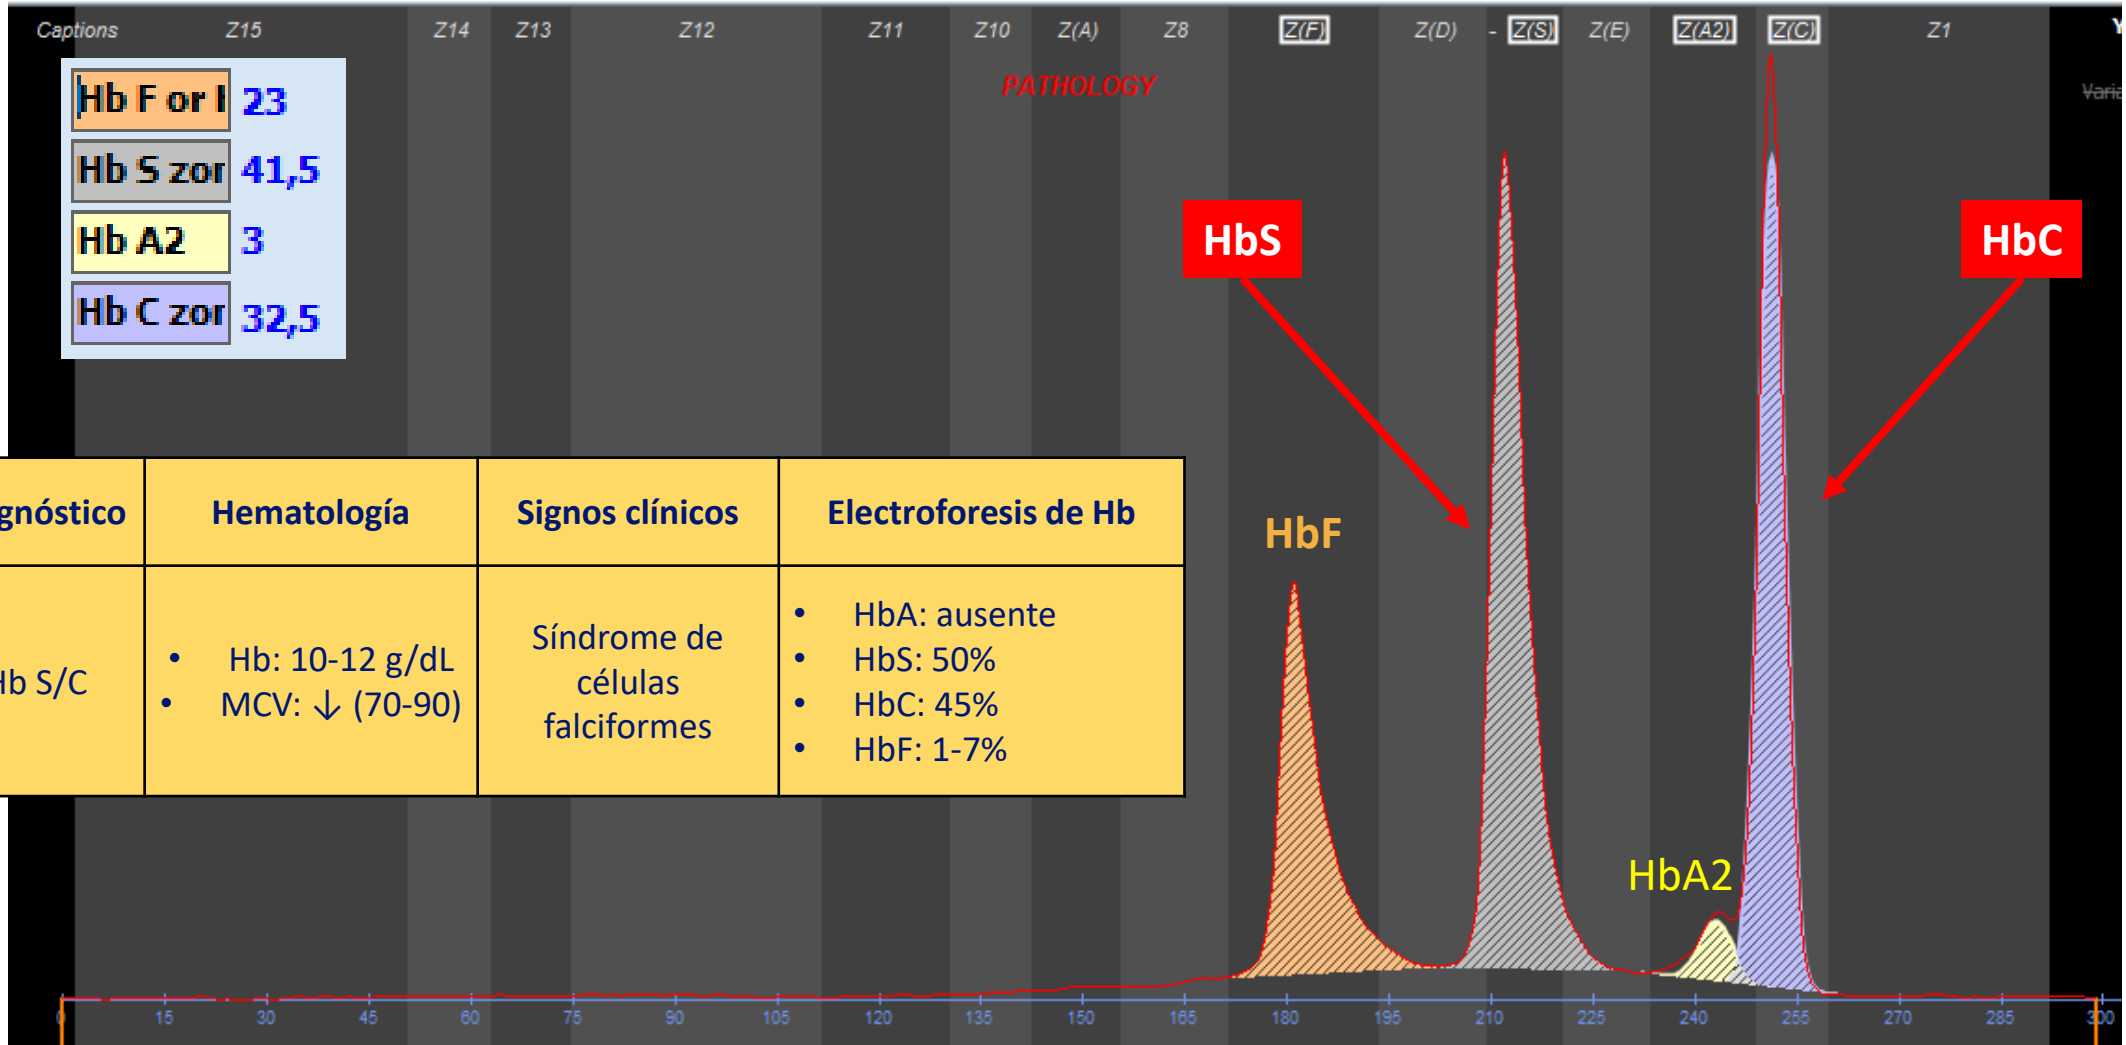 Captions Z15 Z14 Z13 Z12 Z11 Z10 Z(A) Z8 Z(F) Z(D) - Z(S) Z(E) Z(A2) Z(C) Z1
PATHOLOGY
Hb F or 23
Hb S zor 41,5
Hb A2 3
Hb C zor 32,5
HbS
HbC
HbF
HbA2
gnóstico Hematología Signos clínicos Electroforesis de Hb
Hb S/C
• Hb: 10-12 g/dL
• MCV: ↓ (70-90)
Síndrome de
células
falciformes
• HbA: ausente
• HbS: 50%
• HbC: 45%
• HbF: 1-7%
0 15 30 45 60 75 90 105 120 135 150 165 180 195 210 225 240 255 270 285 300